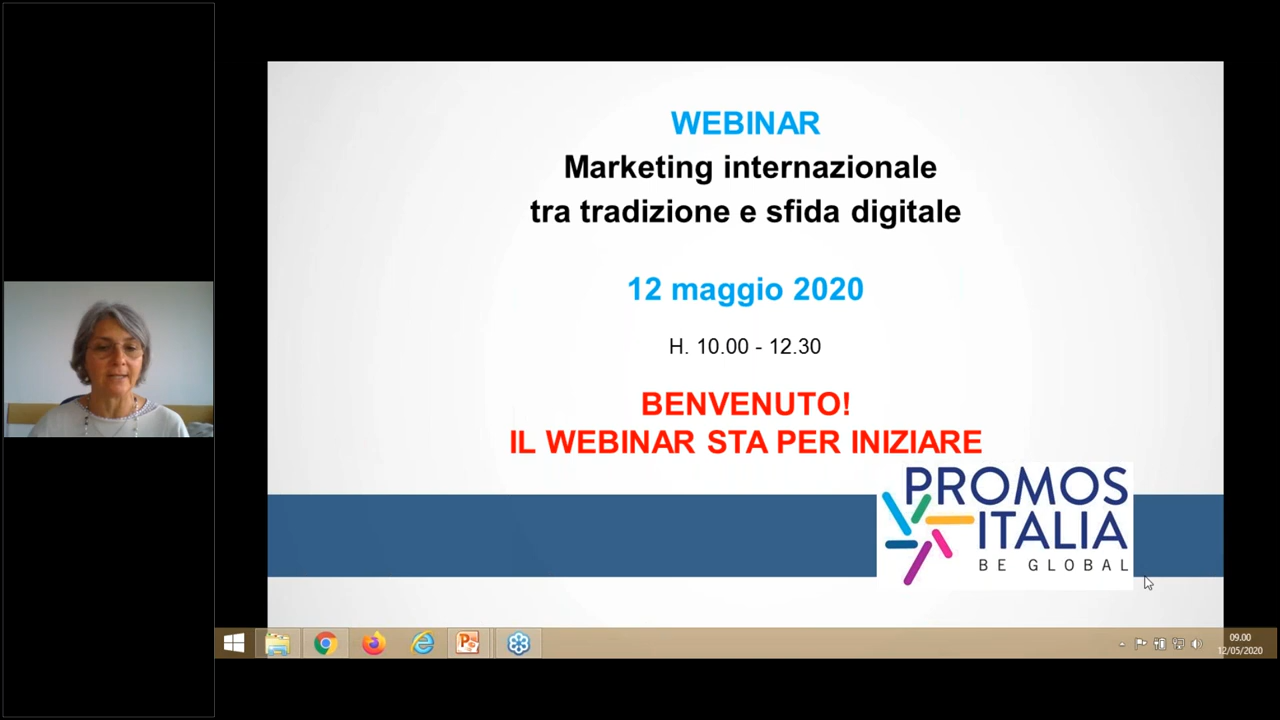 WEBINAR
Marketing internazionale
tra tradizione e sfida digitale
12 maggio 2020
H. 10.00 - 12.30
BENVENUTO!
IL WEBINAR STA PER INIZIARE
PROMOS
ITALIA
BE GLOBAL
09.00
12/05/2020